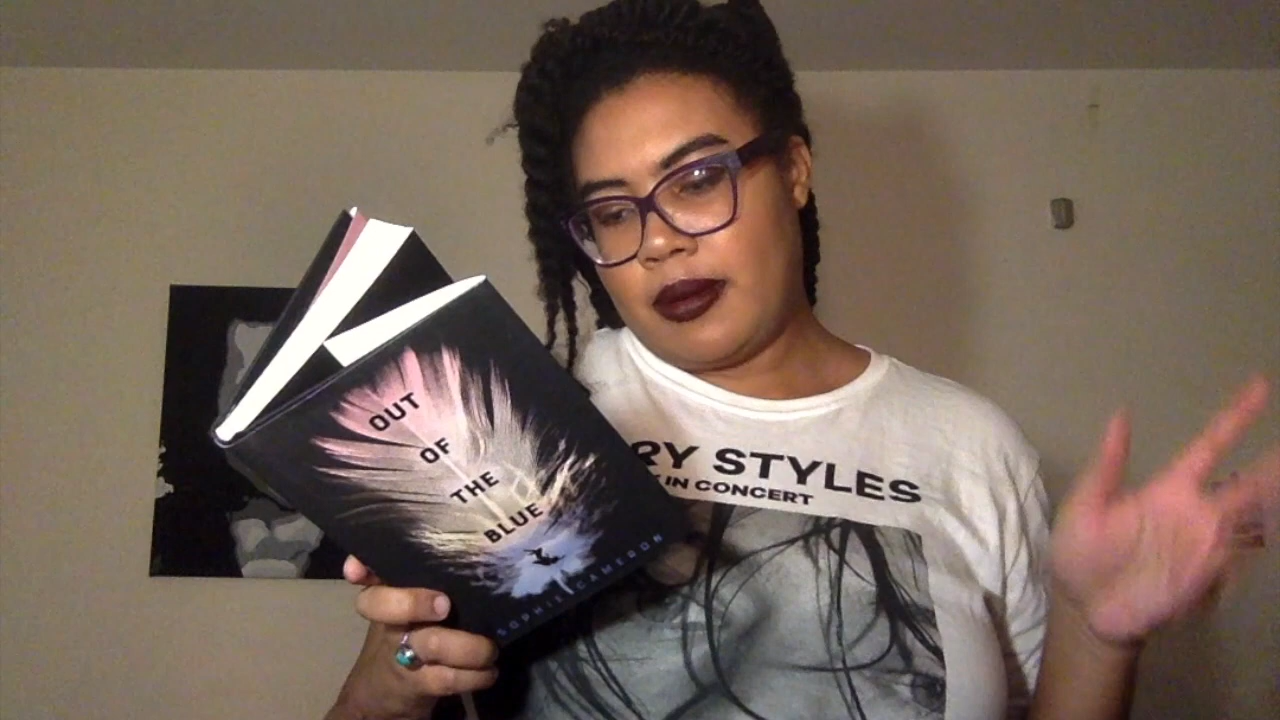 OUT
OF
THE
BLUE
SOPHIE CAMERON
RY STYLES
IN CONCERT